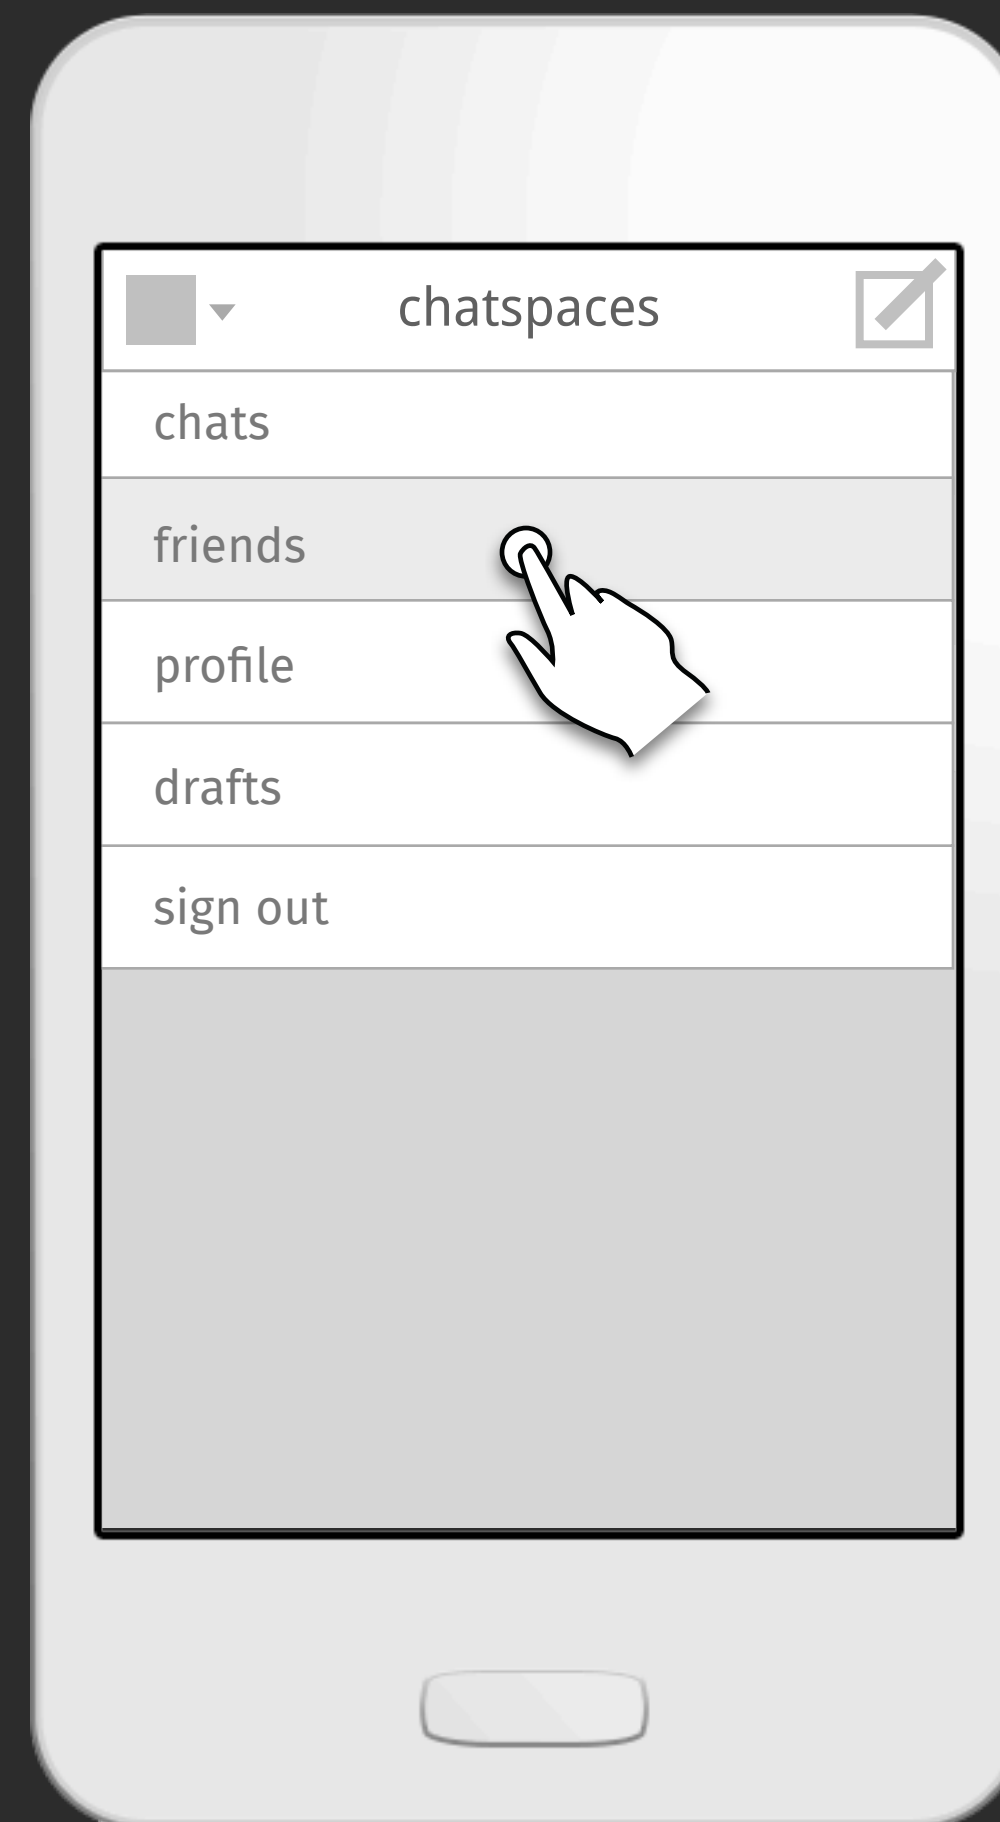 chatspaces
chats
friends
profile
drafts
sign out